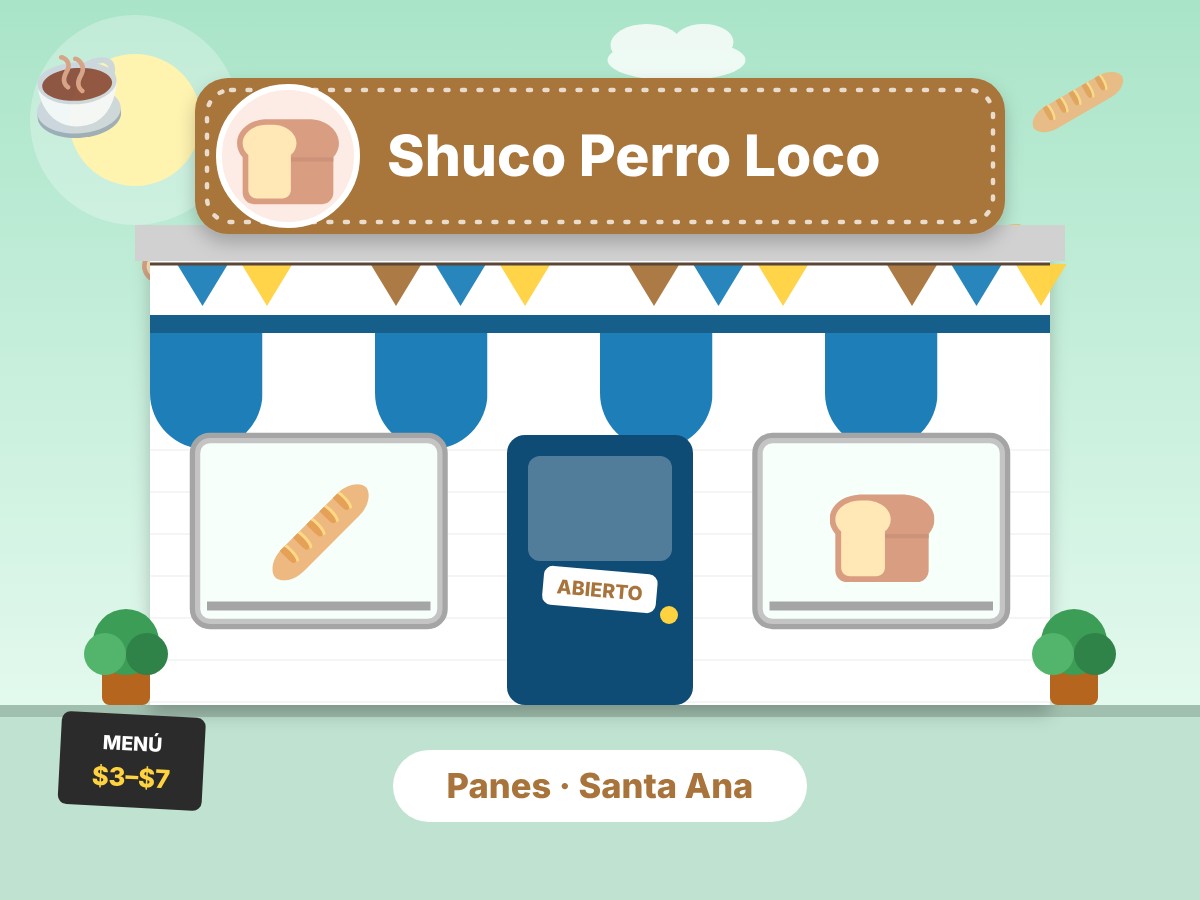 Shuco Perro Loco
ABIERTO
MENÚ
$3–$7
Panes · Santa Ana